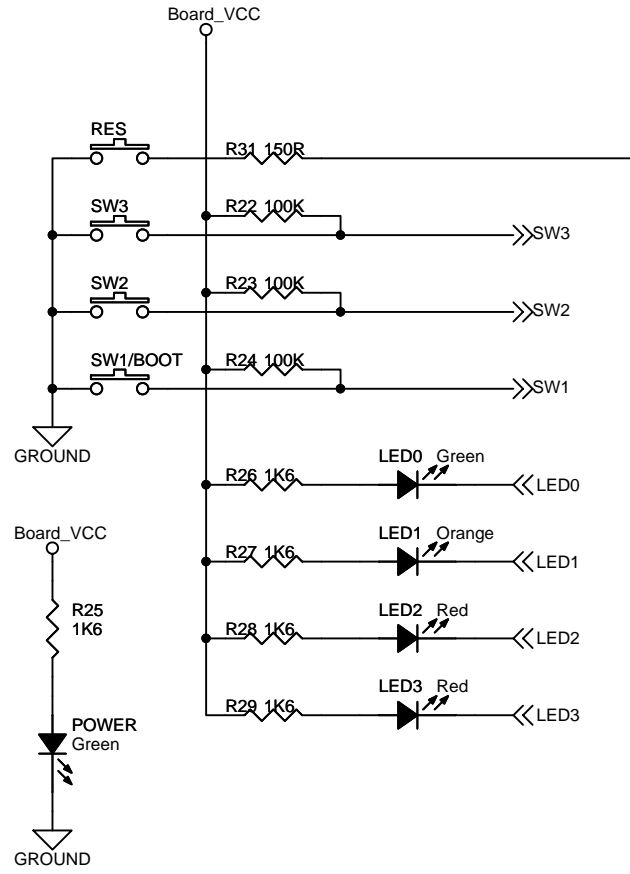 Board_VCC
RES
R31 150R
SW3
R22 100K
SW3
SW2
R23 100K
SW2
SW1/BOOT
R24 100K
SW1
GROUND
LED0 Green
R26 1K6
LED0
Board_VCC
LED1 Orange
R27 1K6
LED1
R25
1K6
LED2 Red
R28 1K6
LED2
LED3 Red
R29 1K6
LED3
POWER
Green
GROUND